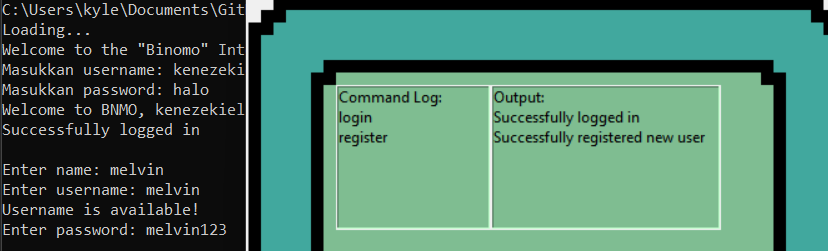 C:\Users\kyle\Documents\Git
Loading...
Welcome to the "Binomo" Int
Masukkan username: kenezeki
Masukkan password: halo
Welcome to BNMO, kenezekiel
Successfully logged in
Enter name: melvin
Enter username: melvin
Username is available!
Enter password: melvin123
Command Log:
login
register
Output:
Successfully logged in
Successfully registered new user